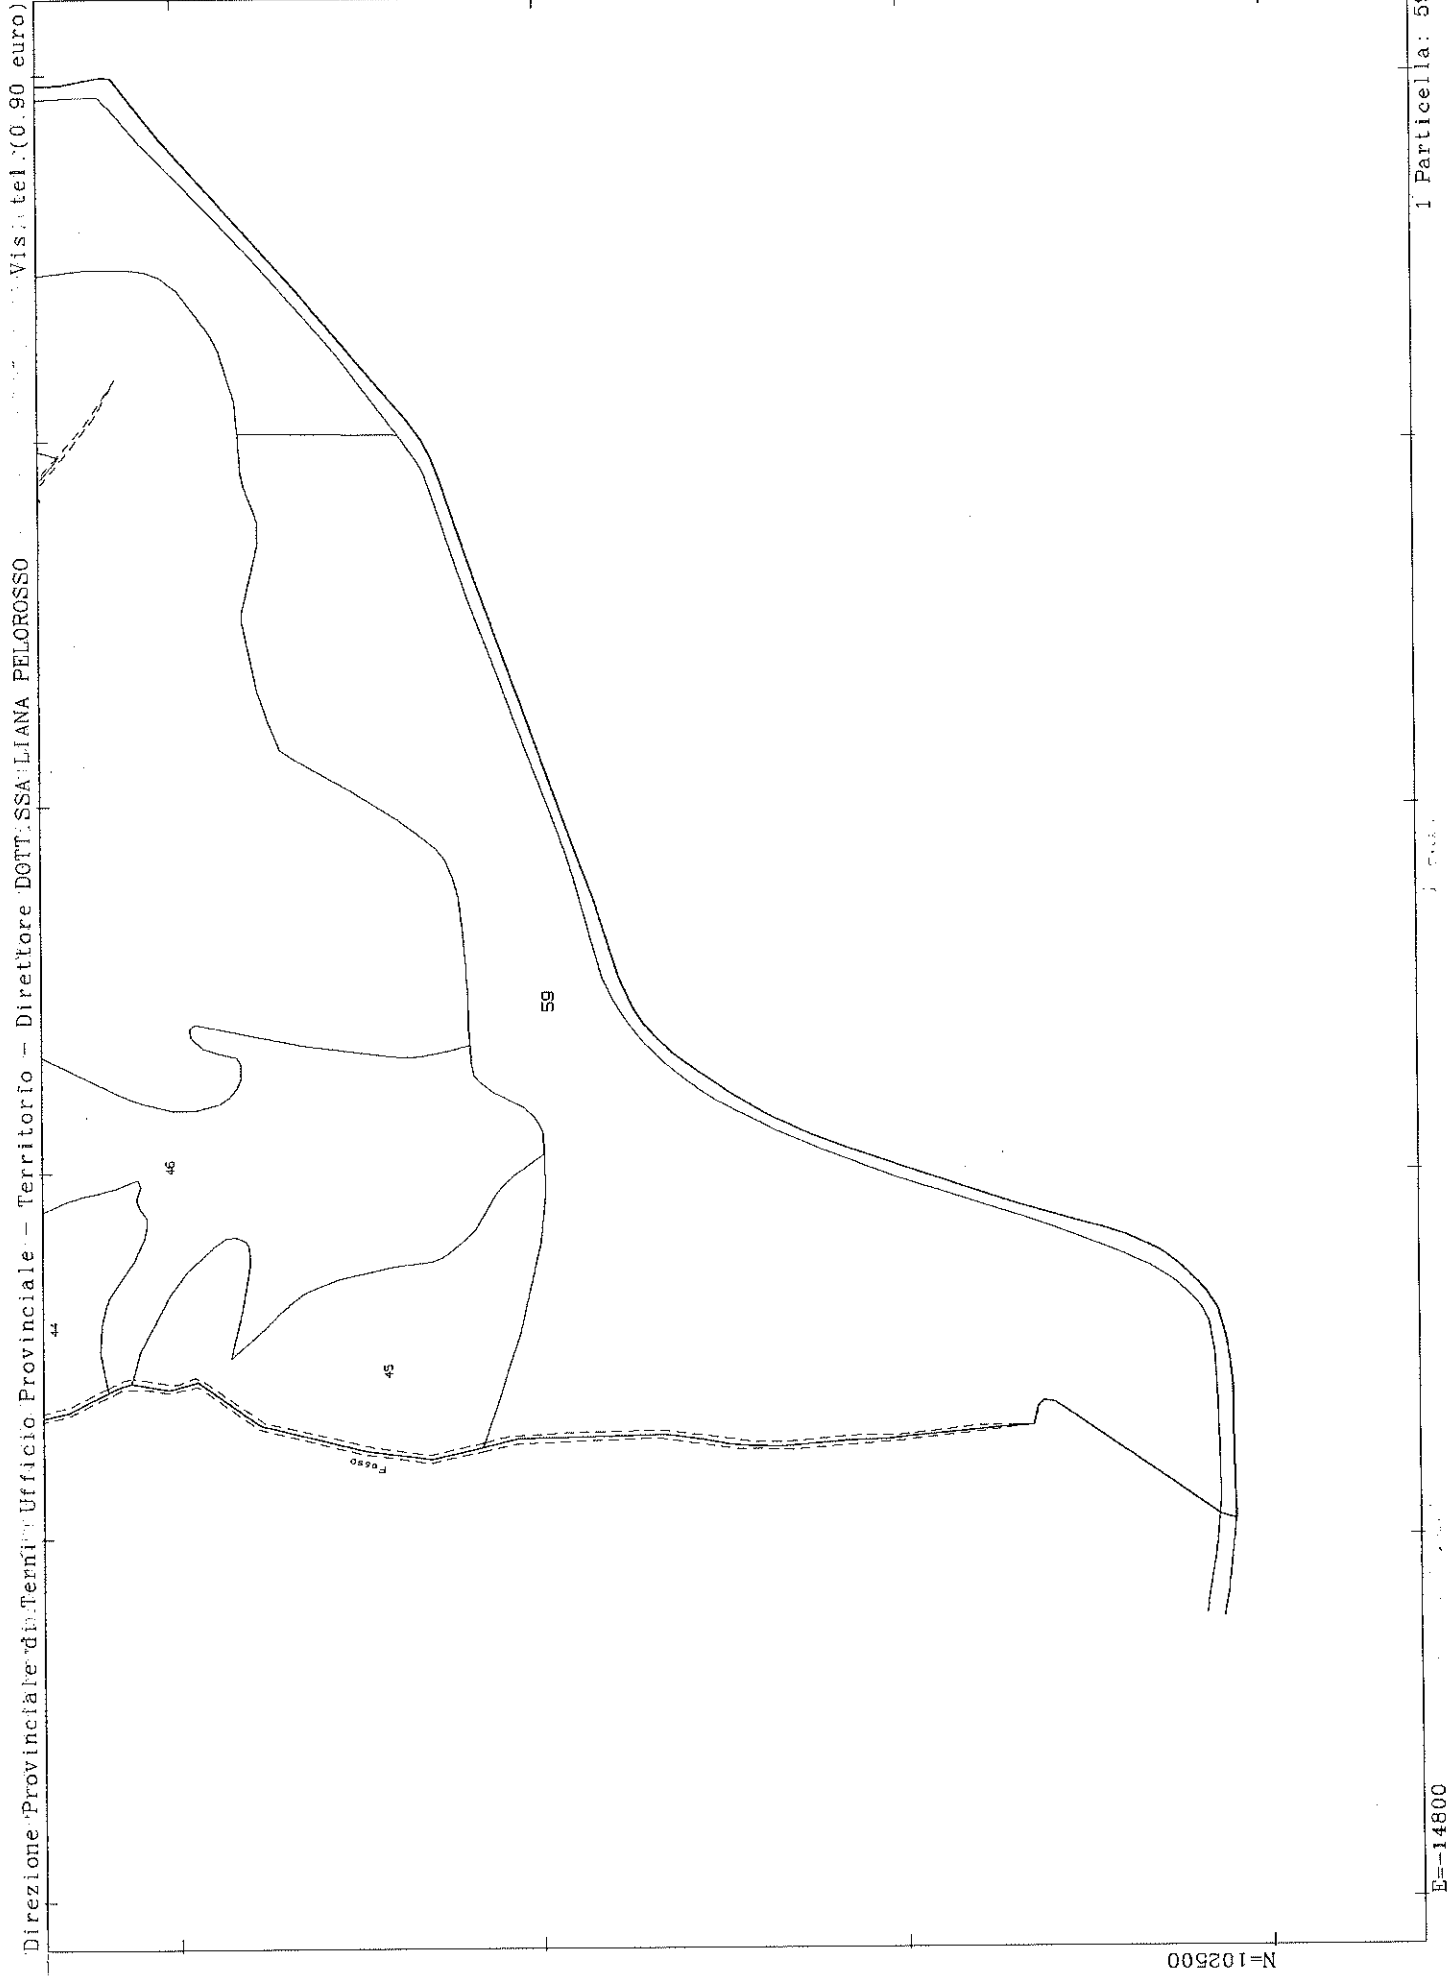 Direzione Provinciale di Terni Ufficio Provinciale - Territorio - Direttore DOTT.SSA LIANA PELOROSSO Vis. tel. (0.90 euro)
44
46
45
Fosso
59
N=102500
E=-14800
1 Particella: 59